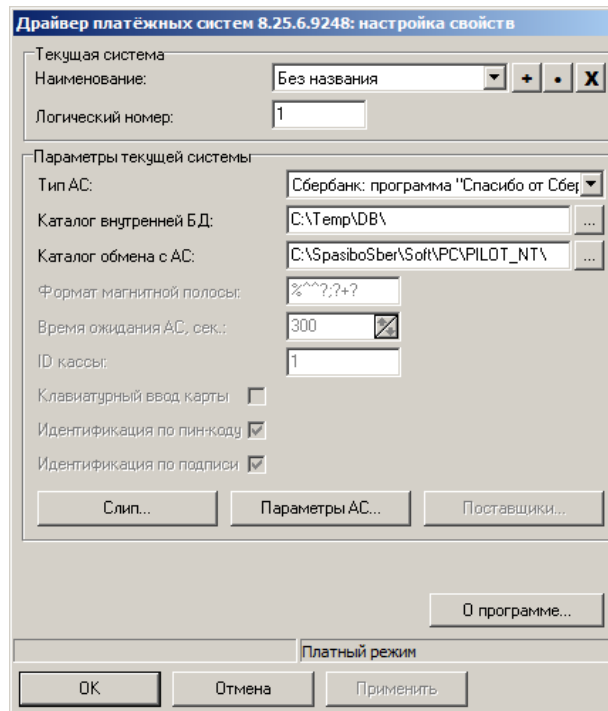 Драйвер платёжных систем 8.25.6.9248: настройка свойств
Текущая система
Наименование: Без названия + • X
Логический номер: 1
Параметры текущей системы
Тип АС: Сбербанк: программа "Спасибо от Сбер
Каталог внутренней БД: C:\Temp\DB\ ...
Каталог обмена с АС: C:\SpasiboSber\Soft\PC\PILOT_NT\ ...
Формат магнитной полосы: %^^?;?+?
Время ожидания АС, сек.: 300
ID кассы: 1
Клавиатурный ввод карты
Идентификация по пин-коду
Идентификация по подписи
Слип... Параметры АС... Поставщики...
О программе...
Платный режим
OK Отмена Применить